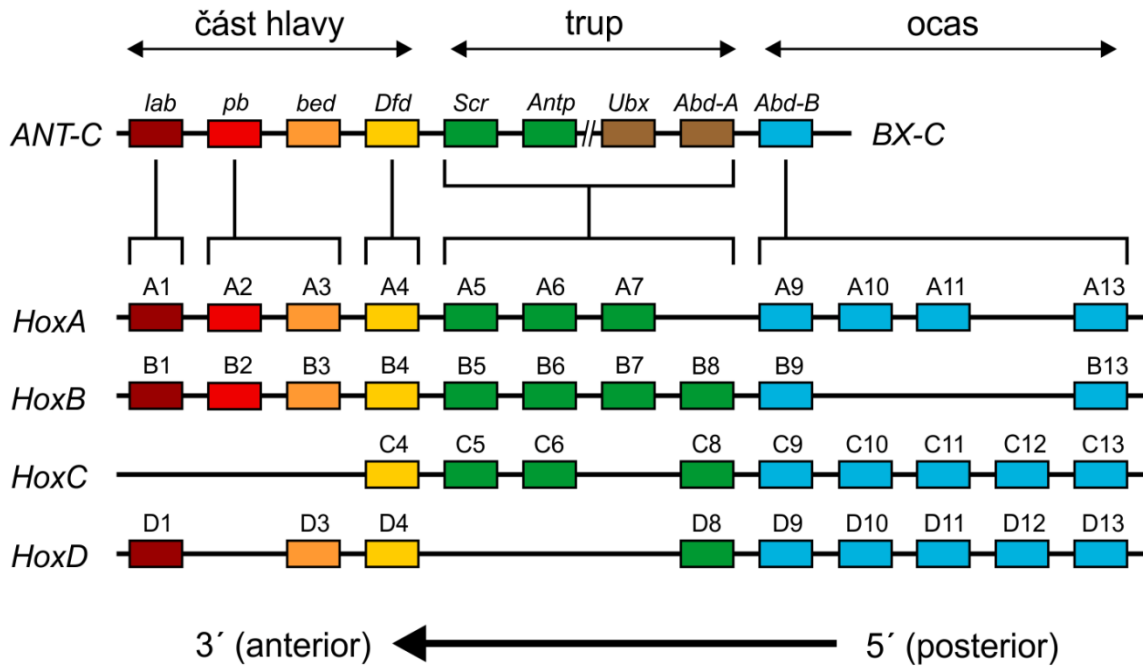 část hlavy trup ocas
lab pb bed Dfd Scr Antp Ubx Abd-A Abd-B
ANT-C // BX-C
A1 A2 A3 A4 A5 A6 A7 A9 A10 A11 A13
HoxA
B1 B2 B3 B4 B5 B6 B7 B8 B9 B13
HoxB
C4 C5 C6 C8 C9 C10 C11 C12 C13
HoxC
D1 D3 D4 D8 D9 D10 D11 D12 D13
HoxD
3´ (anterior) 5´ (posterior)